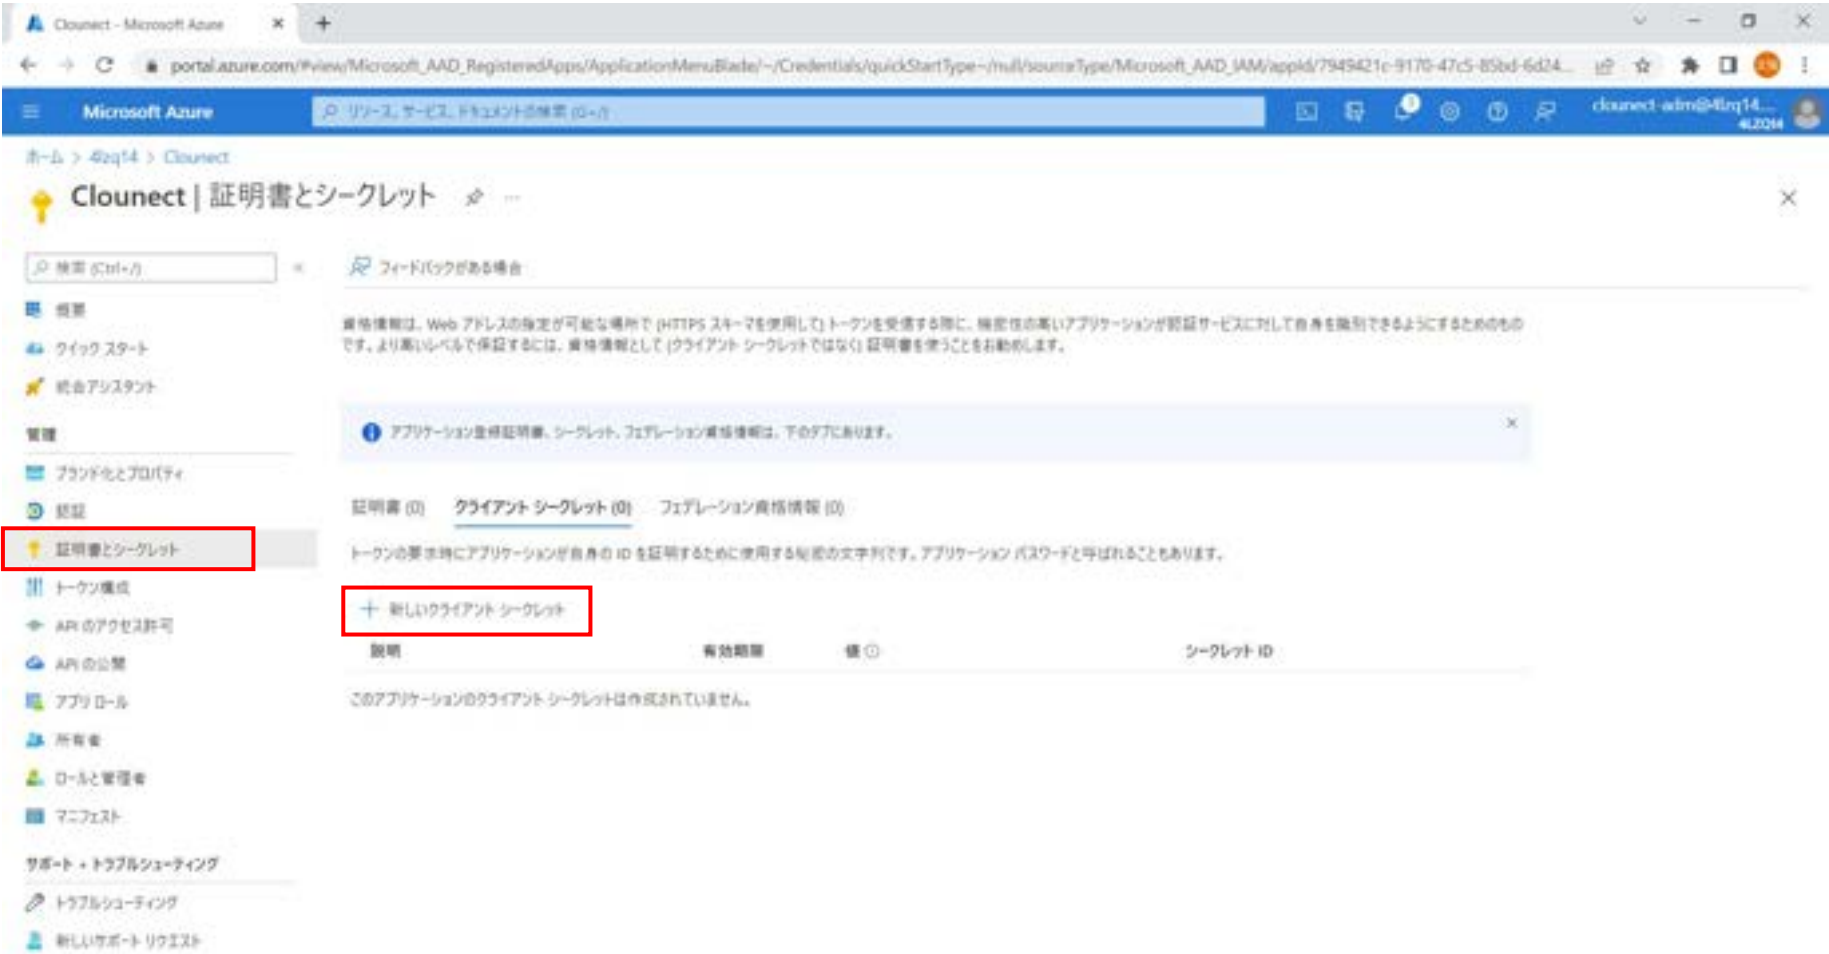 Clounect - Microsoft Azure
portal.azure.com/#view/Microsoft_AAD_RegisteredApps/ApplicationMenuBlade/~/Credentials/quickStartType~/null/sourceType/Microsoft_AAD_IAM/appId/7949421c-9170-47c5-85bd-6d24...
Microsoft Azure
リソース、サービス、ドキュメントの検索 (G+/)
clounect-adm@4lzq14....
4LZQ14
ホーム > 4lzq14 > Clounect
Clounect | 証明書とシークレット
検索 (Ctrl+/)
フィードバックがある場合
概要
クイック スタート
統合アシスタント
管理
ブランド化とプロパティ
認証
証明書とシークレット
トークン構成
API のアクセス許可
API の公開
アプリ ロール
所有者
ロールと管理者
マニフェスト
サポート + トラブルシューティング
トラブルシューティング
新しいサポート リクエスト
資格情報は、Web アドレスの指定が可能な場所で (HTTPS スキーマを使用して) トークンを受信する際に、機密性の高いアプリケーションが認証サービスに対して自身を識別できるようにするためのもの
です。より高いレベルで保証するには、資格情報として (クライアント シークレットではなく) 証明書を使うことをお勧めします。
アプリケーション登録証明書、シークレット、フェデレーション資格情報は、下のタブにあります。
証明書 (0) クライアント シークレット (0) フェデレーション資格情報 (0)
トークンの要求時にアプリケーションが自身の ID を証明するために使用する秘密の文字列です。アプリケーション パスワードと呼ばれることもあります。
新しいクライアント シークレット
説明 有効期限 値 シークレット ID
このアプリケーションのクライアント シークレットは作成されていません。